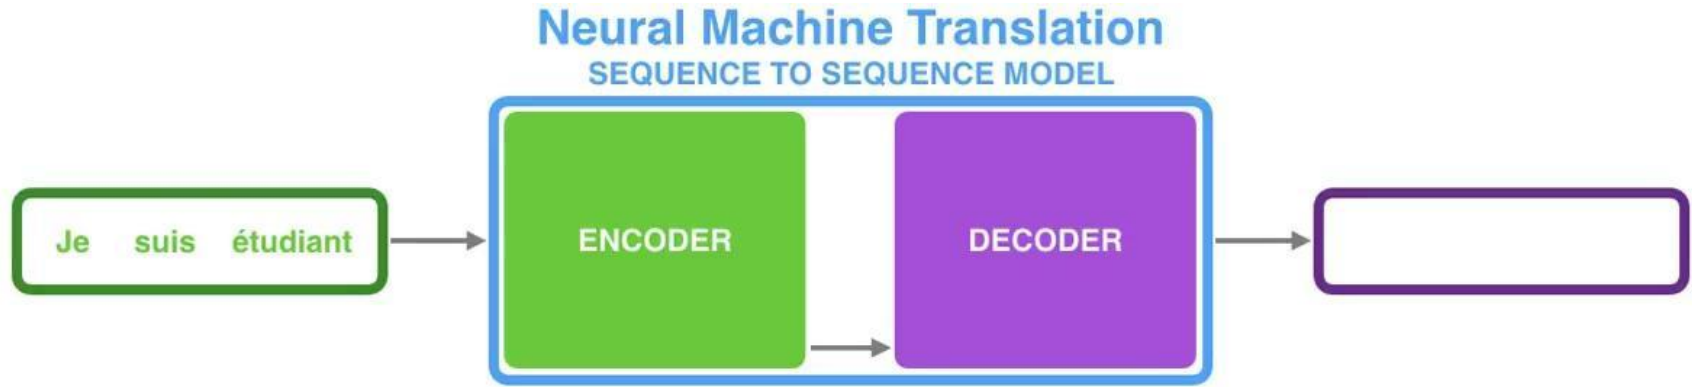 Neural Machine Translation
SEQUENCE TO SEQUENCE MODEL
Je suis étudiant
ENCODER
DECODER